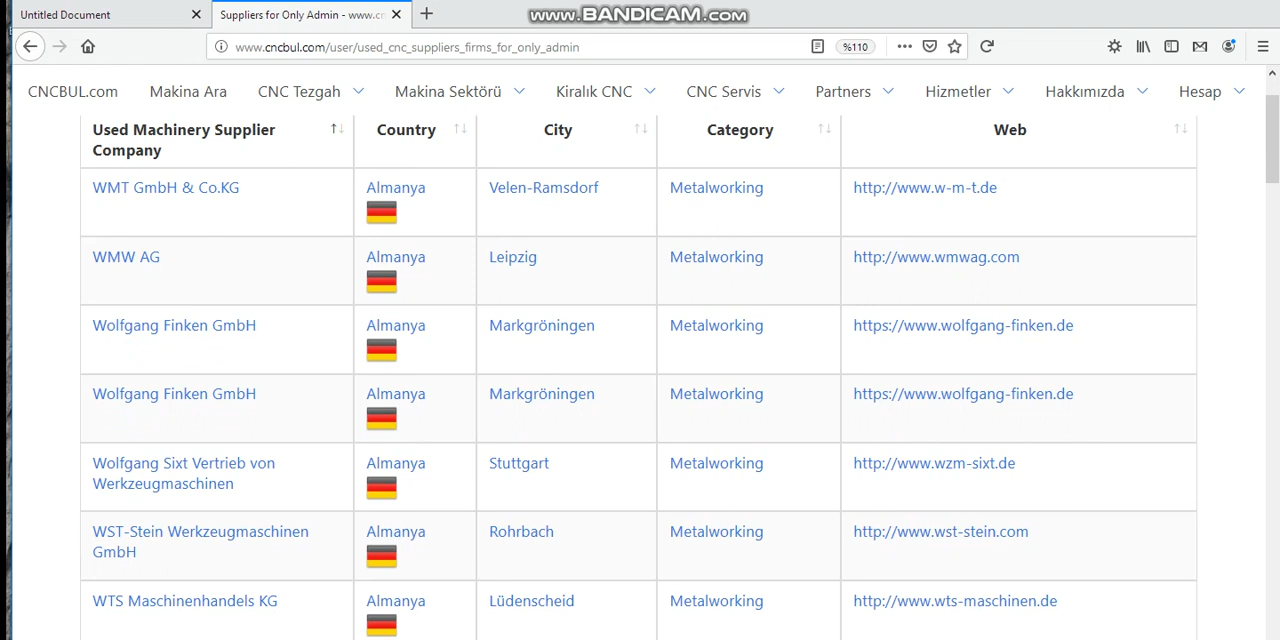 Untitled Document
Suppliers for Only Admin - www.cn
www.BANDICAM.com
www.cncbul.com/user/used_cnc_suppliers_firms_for_only_admin
%110
CNCBUL.com Makina Ara CNC Tezgah Makina Sektörü Kiralık CNC CNC Servis Partners Hizmetler Hakkımızda Hesap
Used Machinery Supplier Company Country City Category Web
WMT GmbH & Co.KG Almanya Velen-Ramsdorf Metalworking http://www.w-m-t.de
WMW AG Almanya Leipzig Metalworking http://www.wmwag.com
Wolfgang Finken GmbH Almanya Markgröningen Metalworking https://www.wolfgang-finken.de
Wolfgang Finken GmbH Almanya Markgröningen Metalworking https://www.wolfgang-finken.de
Wolfgang Sixt Vertrieb von Werkzeugmaschinen Almanya Stuttgart Metalworking http://www.wzm-sixt.de
WST-Stein Werkzeugmaschinen GmbH Almanya Rohrbach Metalworking http://www.wst-stein.com
WTS Maschinenhandels KG Almanya Lüdenscheid Metalworking http://www.wts-maschinen.de